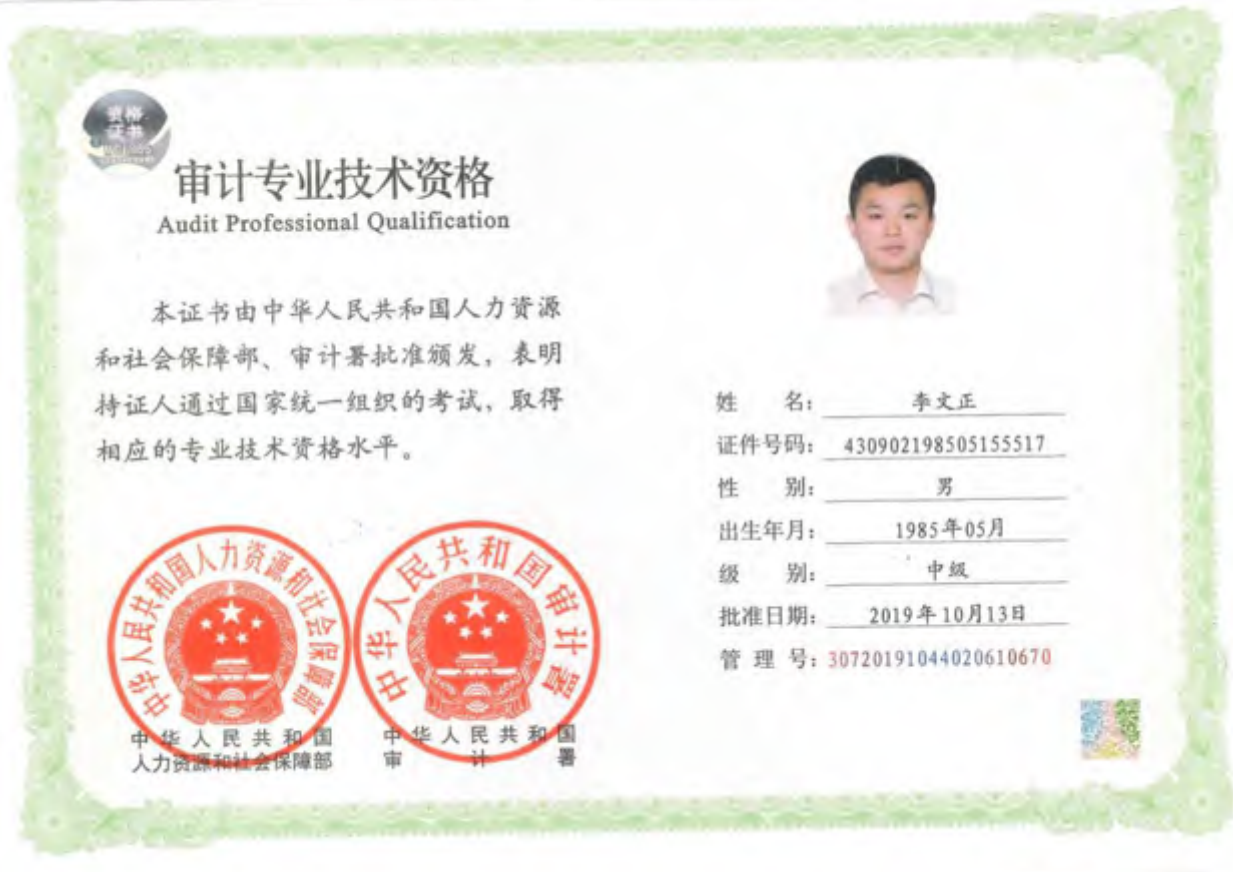 资格
证书
审计专业技术资格
Audit Professional Qualification
本证书由中华人民共和国人力资源
和社会保障部、审计署批准颁发，表明
持证人通过国家统一组织的考试，取得
相应的专业技术资格水平。
中华人民共和国人力资源和社会保障部
中华人民共和国审计署
中华人民共和国
人力资源和社会保障部
中华人民共和国
审计署
姓名：李文正
证件号码：430902198505155517
性别：男
出生年月：1985年05月
级别：中级
批准日期：2019年10月13日
管理号：30720191044020610670